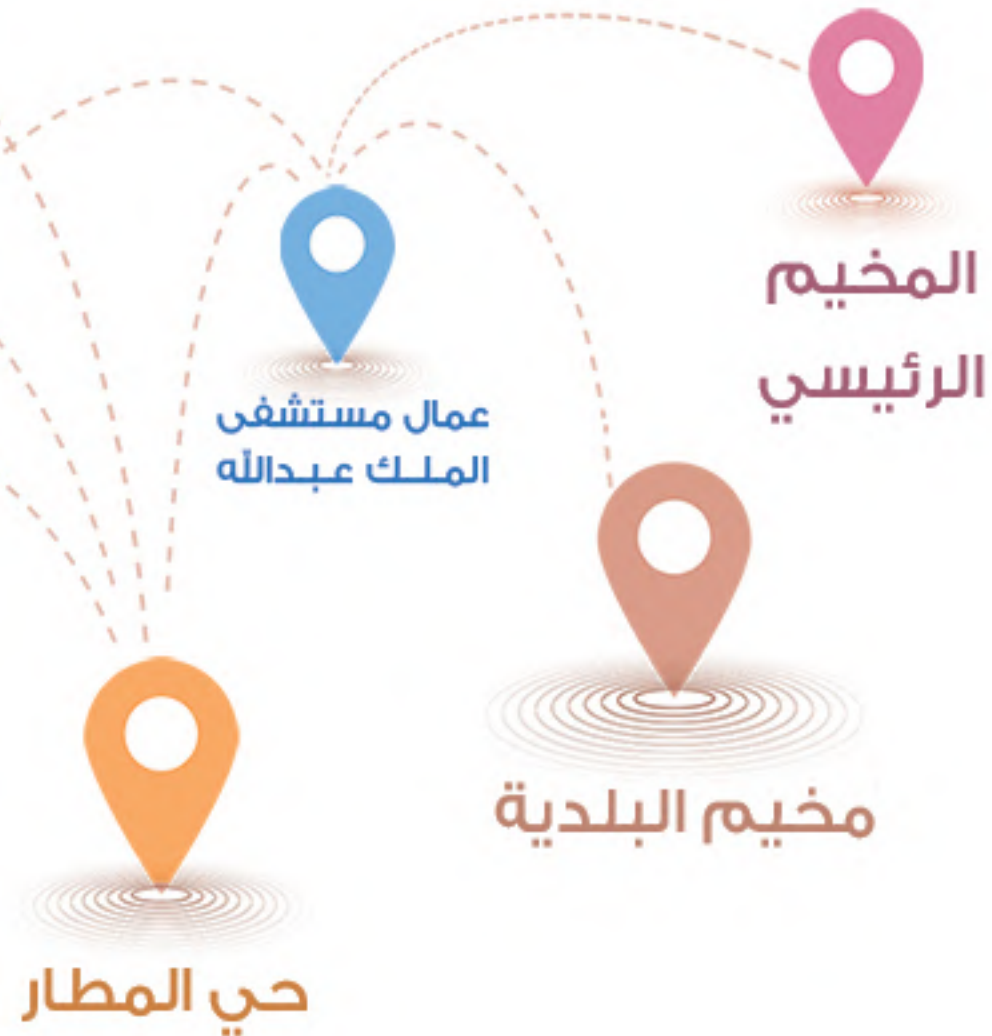 المخيم
الرئيسي
عمال مستشفى
الملك عبدالله
مخيم البلدية
حي المطار